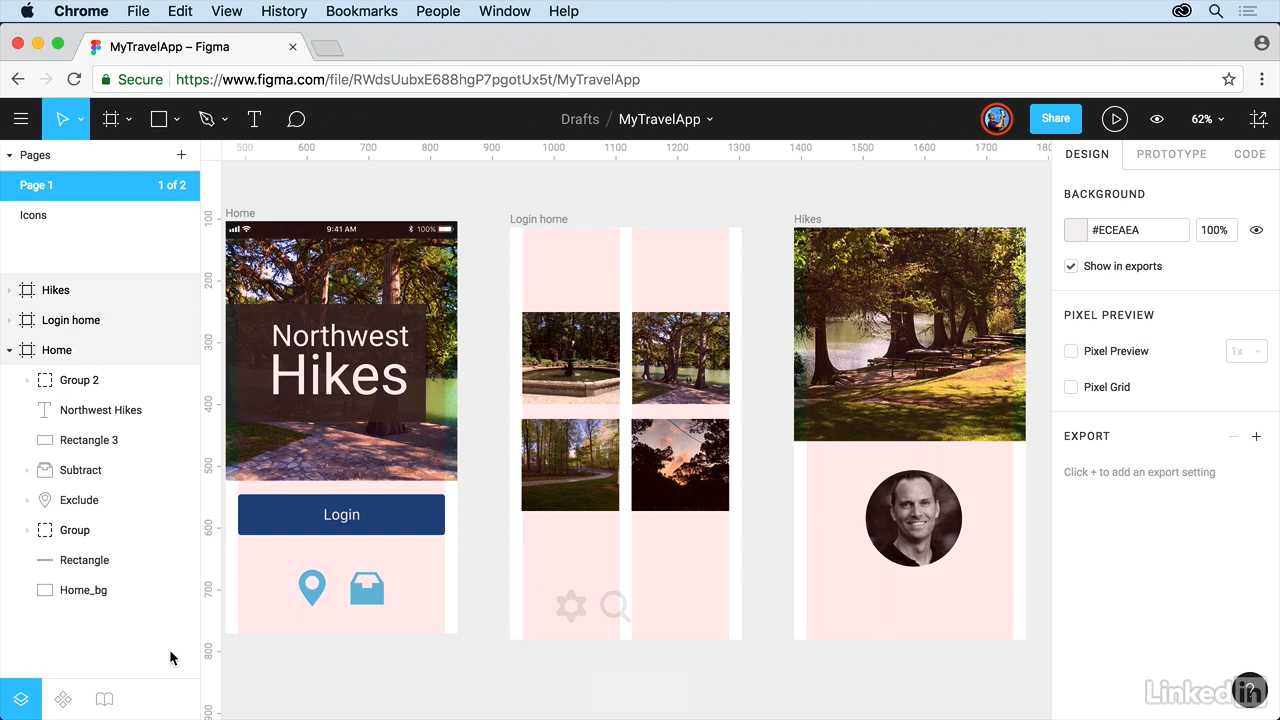 Chrome File Edit View History Bookmarks People Window Help
MyTravelApp – Figma
Secure https://www.figma.com/file/RWdsUubxE688hgP7pgotUx5t/MyTravelApp
Drafts / MyTravelApp
Share
62%
Pages
Page 1 1 of 2
Icons
Hikes
Login home
Home
Group 2
Northwest Hikes
Rectangle 3
Subtract
Exclude
Group
Rectangle
Home_bg
500 600 700 800 900 1000 1100 1200 1300 1400 1500 1600 1700 180
100
200
300
400
500
600
700
800
900
Home
9:41 AM 100%
Northwest
Hikes
Login
Login home
Hikes
DESIGN PROTOTYPE CODE
BACKGROUND
#ECEAEA 100%
Show in exports
PIXEL PREVIEW
Pixel Preview 1x
Pixel Grid
EXPORT
Click + to add an export setting
?
Linked in